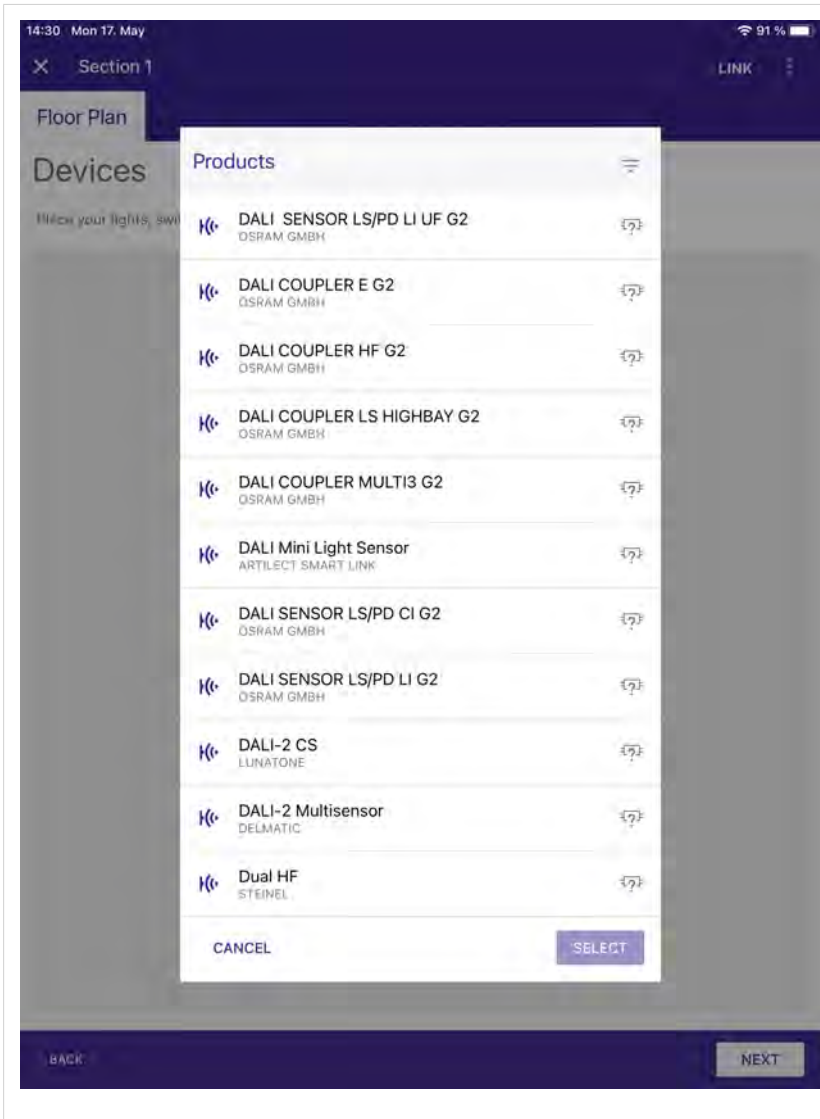 14:30 Mon 17. May
91 %
Section 1
LINK
Floor Plan
Devices
Place your lights, swi
Products
DALI  SENSOR LS/PD LI UF G2
OSRAM GMBH
DALI COUPLER E G2
OSRAM GMBH
DALI COUPLER HF G2
OSRAM GMBH
DALI COUPLER LS HIGHBAY G2
OSRAM GMBH
DALI COUPLER MULTI3 G2
OSRAM GMBH
DALI Mini Light Sensor
ARTILECT SMART LINK
DALI SENSOR LS/PD CI G2
OSRAM GMBH
DALI SENSOR LS/PD LI G2
OSRAM GMBH
DALI-2 CS
LUNATONE
DALI-2 Multisensor
DELMATIC
Dual HF
STEINEL
CANCEL
SELECT
BACK
NEXT